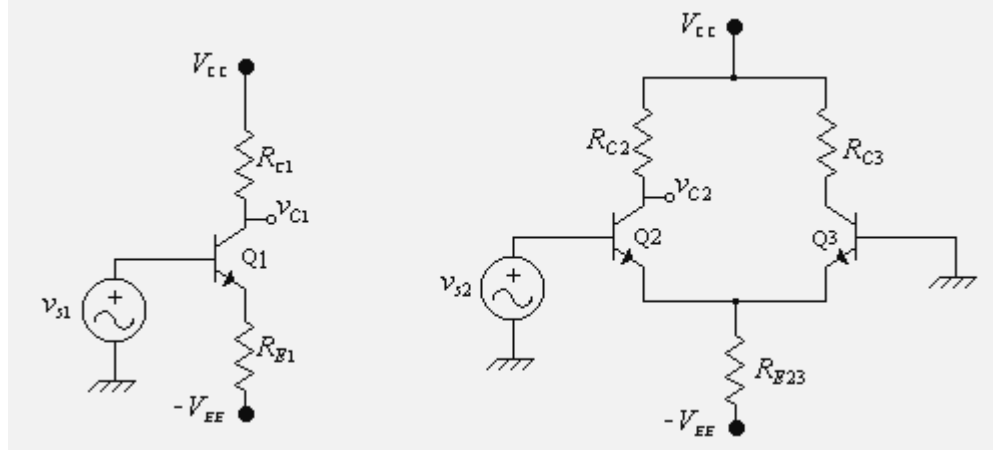 V_CC
R_C1
v_C1
Q1
+
v_s1
R_E1
-V_EE
V_CC
R_C2
R_C3
v_C2
Q2
Q3
+
v_s2
R_E23
-V_EE